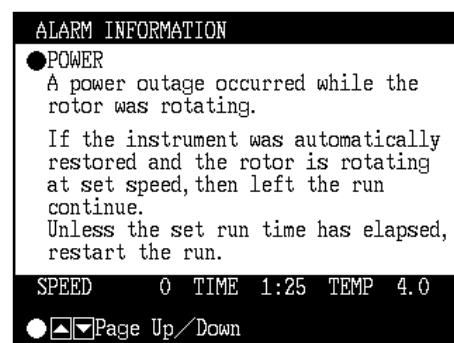 ALARM INFORMATION
●POWER
A power outage occurred while the
rotor was rotating.
If the instrument was automatically
restored and the rotor is rotating
at set speed, then left the run
continue.
Unless the set run time has elapsed,
restart the run.
SPEED 0 TIME 1:25 TEMP 4.0
●▲▼Page Up/Down